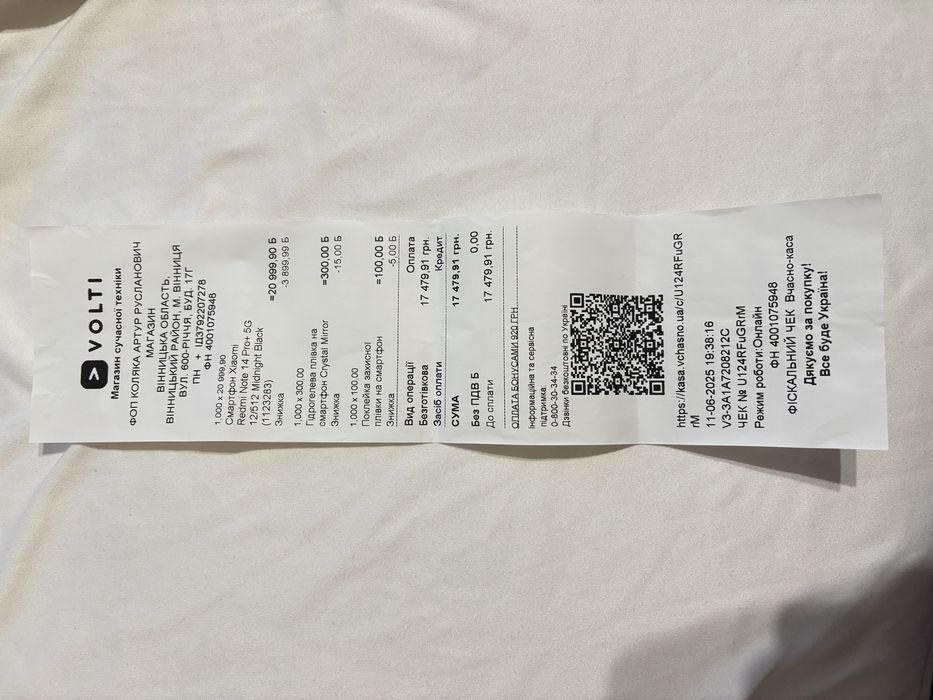 VOLTI
Магазин сучасної техніки
ФОП КОЛЯКА АРТУР РУСЛАНОВИЧ
МАГАЗИН
ВІННИЦЬКА ОБЛАСТЬ,
ВІННИЦЬКИЙ РАЙОН, М. ВІННИЦЯ
ВУЛ. 600-РІЧЧЯ, БУД. 17Г
ПН + ЦЗ792207278
ФН 4001075948
1,000 x 20 999,90
Смартфон Xiaomi
Redmi Note 14 Pro+ 5G
12/512 Midnight Black
(1123263) =20 999,90 Б
Знижка -3 899,99 Б
1,000 x 300,00
Гідрогелева плівка на
смартфон Crystal Mirror =300,00 Б
Знижка -15,00 Б
1,000 x 100,00
Поклейка захисної
плівки на смартфон =100,00 Б
Знижка -5,00 Б
Вид операції Оплата
Безготівкова 17 479,91 грн.
Засіб оплати Кредит
СУМА 17 479,91 грн.
Без ПДВ Б 0,00
До оплати 17 479,91 грн.
ОПЛАТА БОНУСАМИ 920 ГРН
Інформаційна та сервісна
підтримка:
0-800-30-34-34
Дзвінки безкоштовні по Україні
https://kasa.vchasno.ua/c/U124RFuGR
rM
11-06-2025 19:38:16
V3-3A1A7208212C
ЧЕК № U124RFuGRrM
Режим роботи:Онлайн
ФН 4001075948
ФІСКАЛЬНИЙ ЧЕК Вчасно-каса
Дякуємо за покупку!
Все буде Україна!